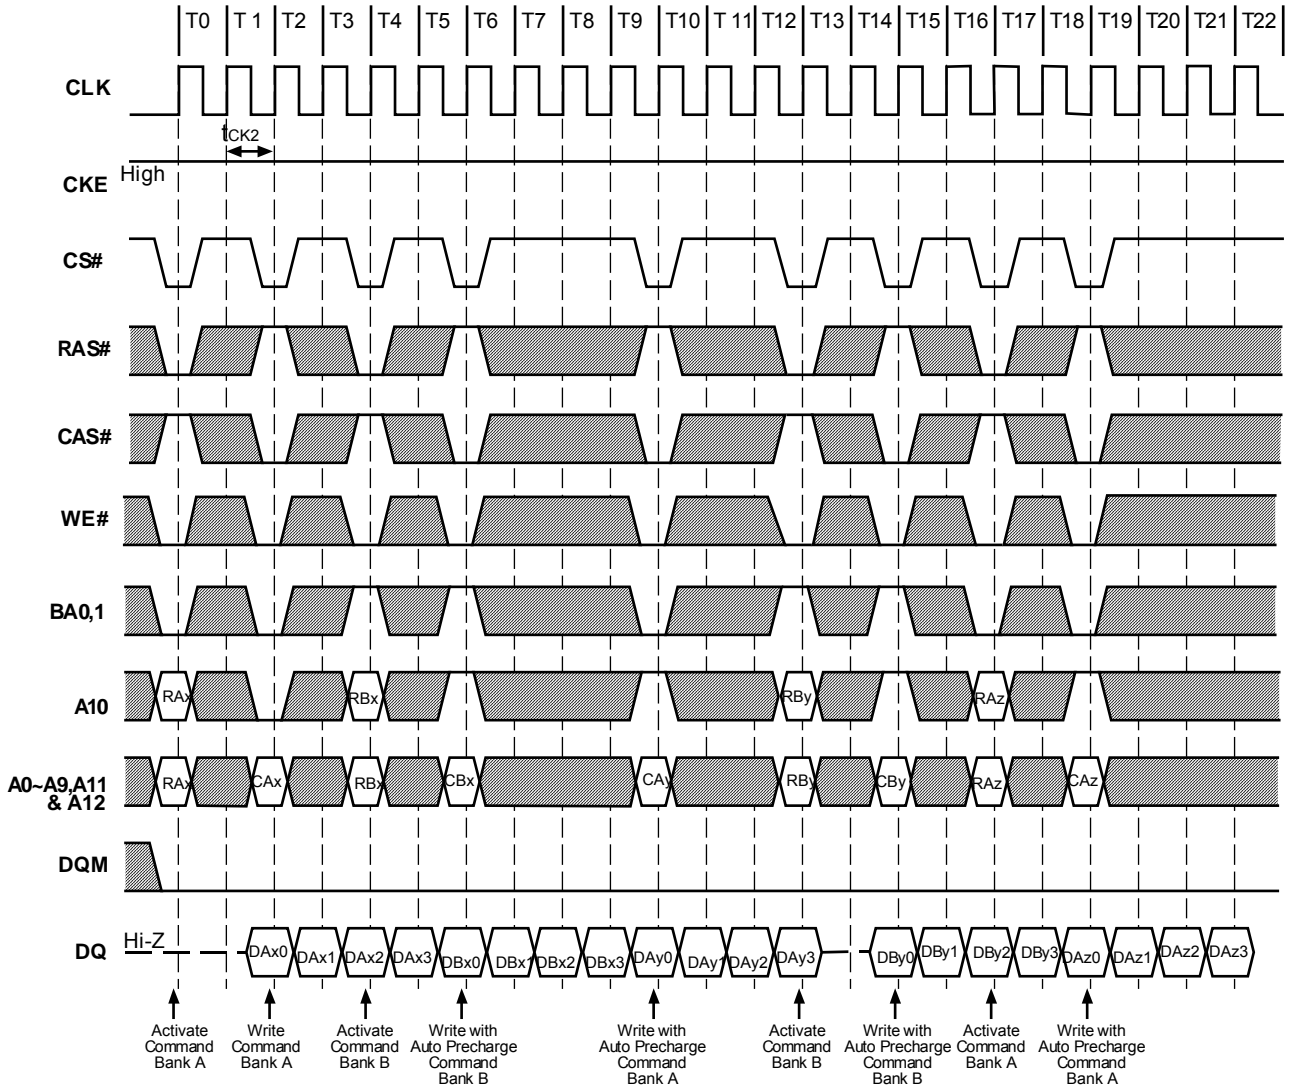 T0 T 1 T2 T3 T4 T5 T6 T7 T8 T9 T10 T 11 T12 T13 T14 T15 T16 T17 T18 T19 T20 T21 T22
CLK
tCK2
High
CKE
CS#
RAS#
CAS#
WE#
BA0,1
A10 RAx RBx RBy RAz
A0~A9,A11
& A12
RAx CAx RBx CBx CAy RBy CBy RAz CAz
DQM
DQ Hi-Z DAx0 DAx1 DAx2 DAx3 DBx0 DBx1 DBx2 DBx3 DAy0 DAy1 DAy2 DAy3 DBy0 DBy1 DBy2 DBy3 DAz0 DAz1 DAz2 DAz3
Activate
Command
Bank A
Write
Command
Bank A
Activate
Command
Bank B
Write with
Auto Precharge
Command
Bank B
Write with
Auto Precharge
Command
Bank A
Activate
Command
Bank B
Write with
Auto Precharge
Command
Bank B
Activate
Command
Bank A
Write with
Auto Precharge
Command
Bank A